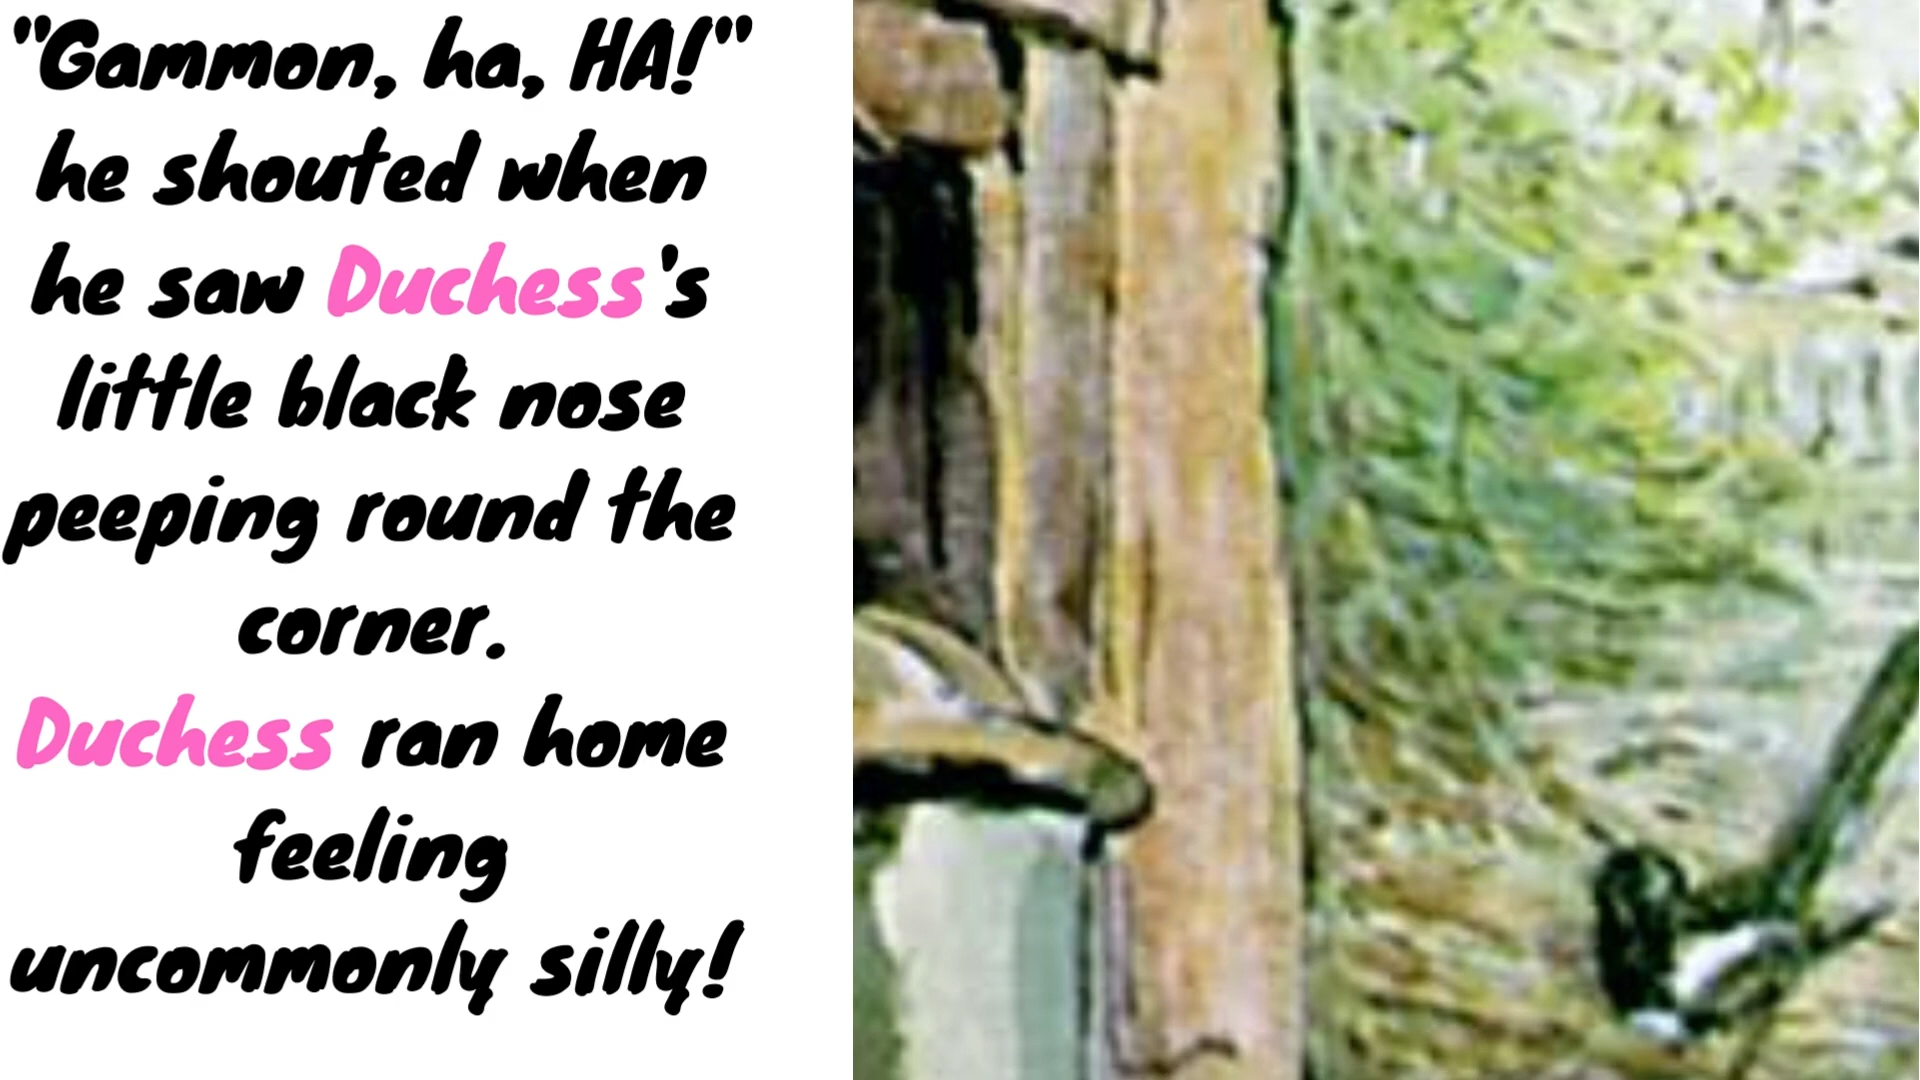 "Gammon, ha, HA!"
he shouted when
he saw Duchess's
little black nose
peeping round the
corner.
Duchess ran home
feeling
uncommonly silly!